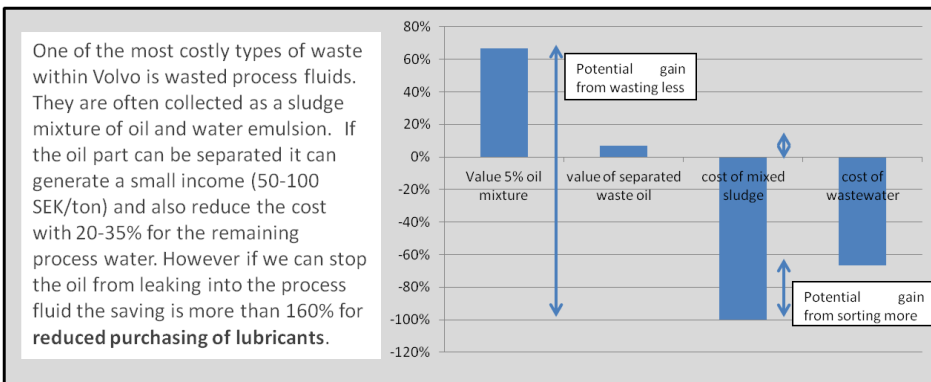 One of the most costly types of waste
within Volvo is wasted process fluids.
They are often collected as a sludge
mixture of oil and water emulsion. If
the oil part can be separated it can
generate a small income (50-100
SEK/ton) and also reduce the cost
with 20-35% for the remaining
process water. However if we can stop
the oil from leaking into the process
fluid the saving is more than 160% for
reduced purchasing of lubricants.
80%
60%
40%
20%
0%
-20%
-40%
-60%
-80%
-100%
-120%
Potential gain
from wasting less
Value 5% oil
mixture
value of separated
waste oil
cost of mixed
sludge
cost of
wastewater
Potential gain
from sorting more